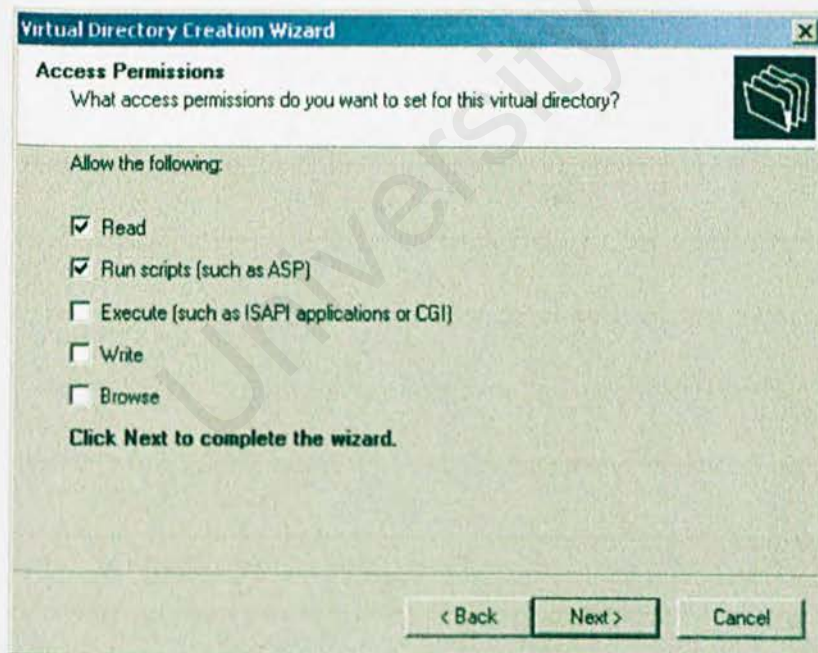 Virtual Directory Creation Wizard
Access Permissions
What access permissions do you want to set for this virtual directory?
Allow the following:
Read
Run scripts (such as ASP)
Execute (such as ISAPI applications or CGI)
Write
Browse
Click Next to complete the wizard.
< Back Next > Cancel
University